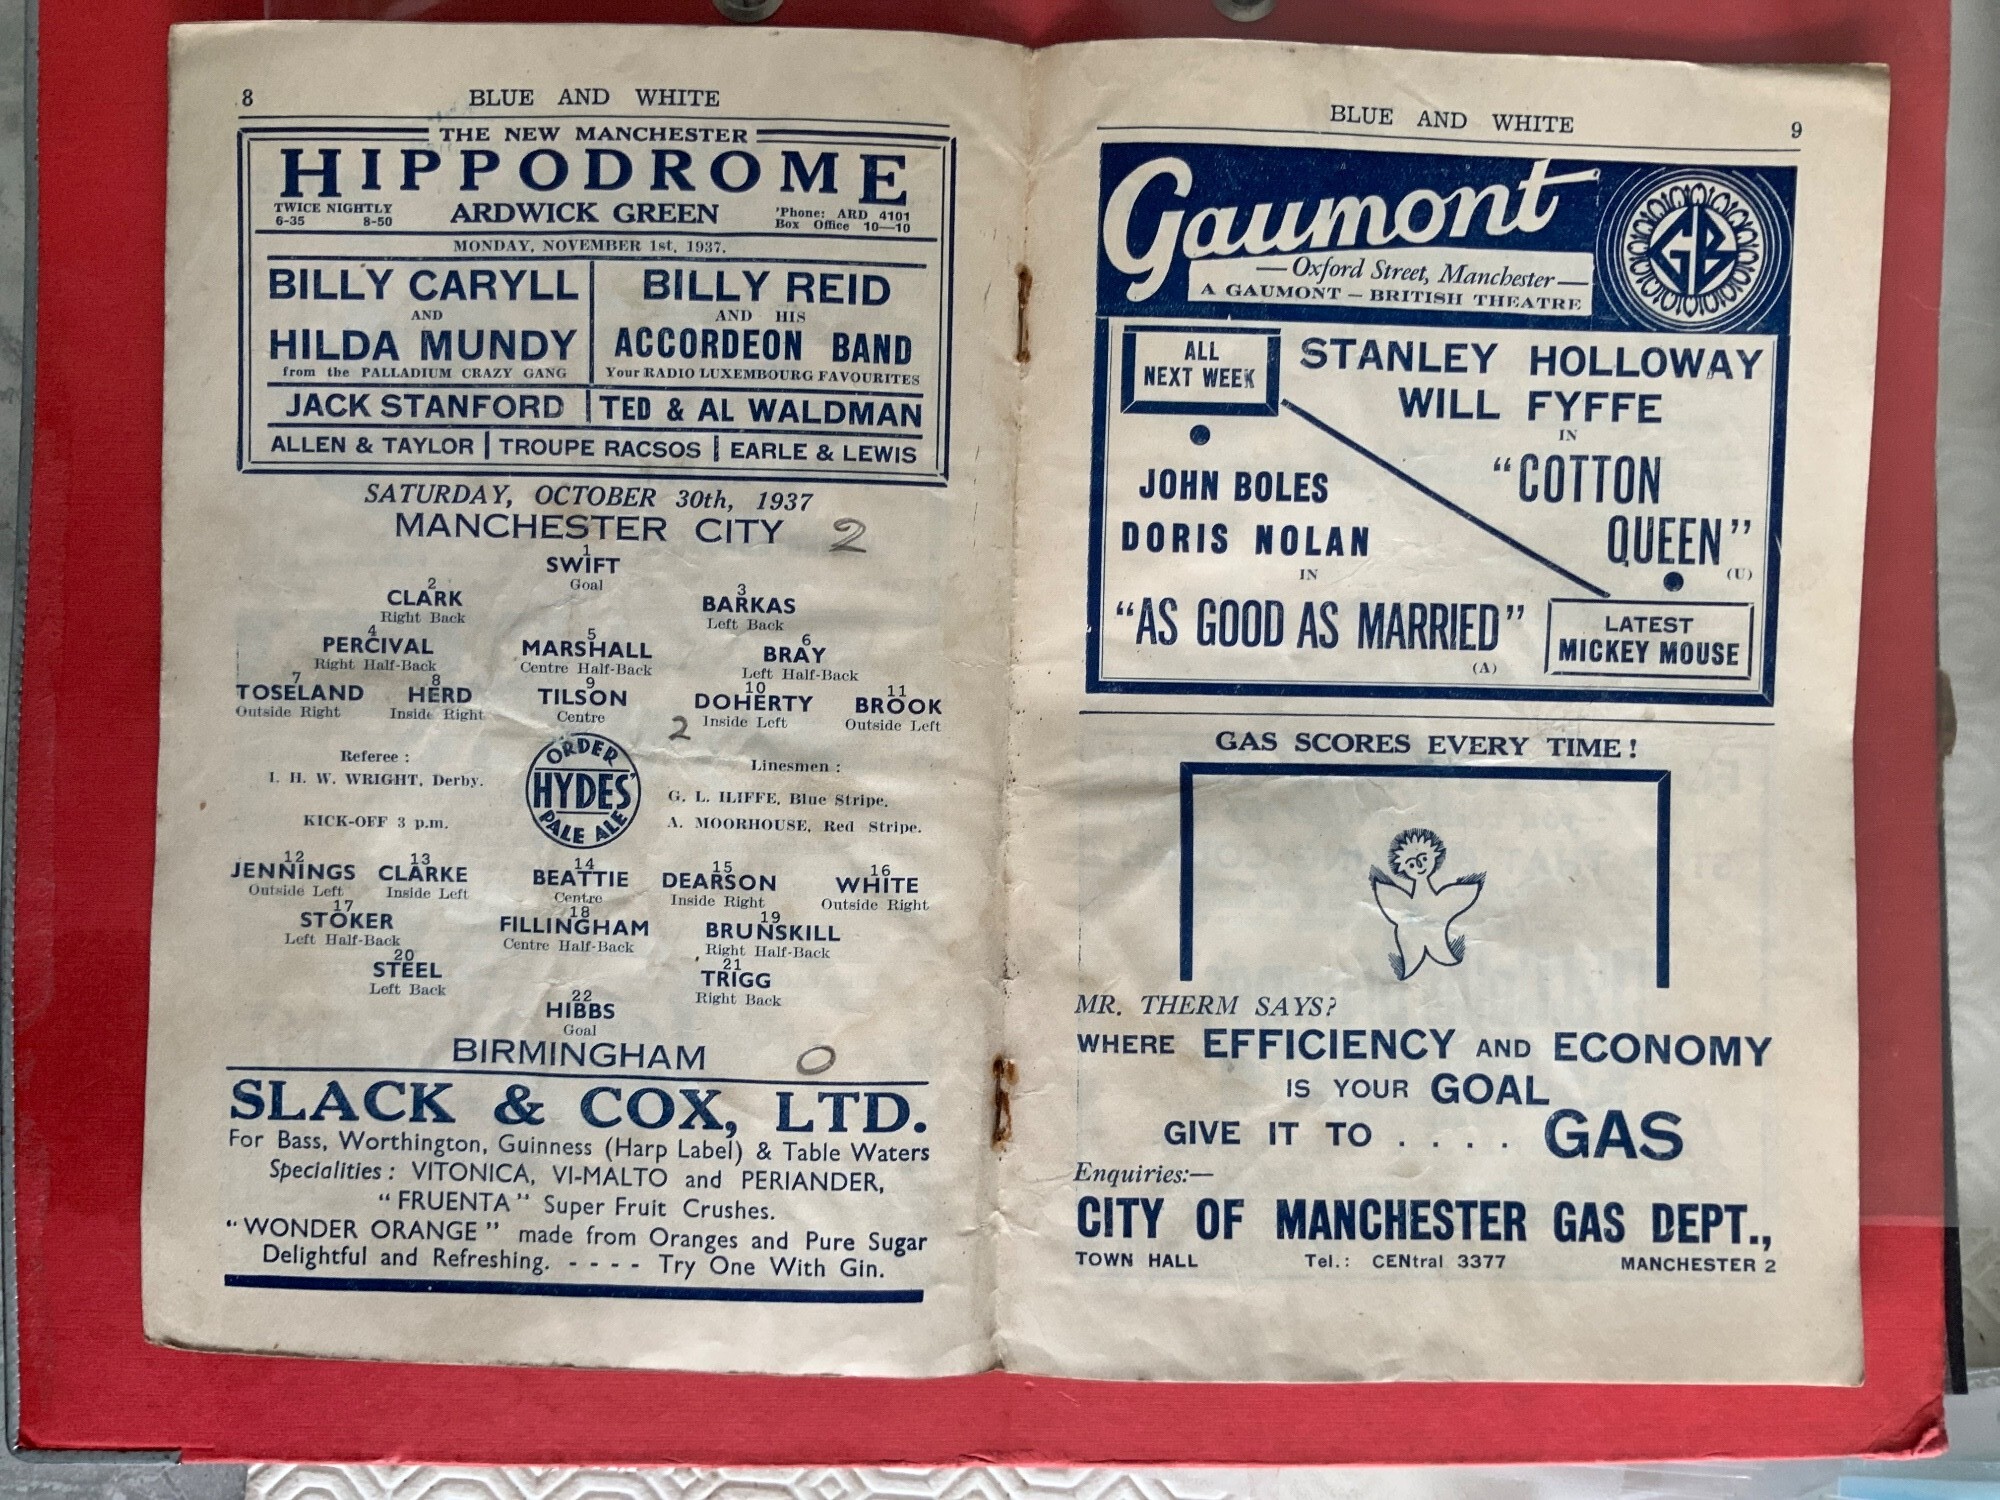 8
BLUE AND WHITE
THE NEW MANCHESTER
HIPPODROME
TWICE NIGHTLY
6-35 8-50
ARDWICK GREEN
'Phone: ARD 4101
Box Office 10—10
MONDAY, NOVEMBER 1st, 1937.
BILLY CARYLL
AND
HILDA MUNDY
from the PALLADIUM CRAZY GANG
BILLY REID
AND HIS
ACCORDEON BAND
Your RADIO LUXEMBOURG FAVOURITES
JACK STANFORD TED & AL WALDMAN
ALLEN & TAYLOR TROUPE RACSOS EARLE & LEWIS
SATURDAY, OCTOBER 30th, 1937
MANCHESTER CITY 2
1
SWIFT
Goal
2 3
CLARK BARKAS
Right Back Left Back
4 5 6
PERCIVAL MARSHALL BRAY
Right Half-Back Centre Half-Back Left Half-Back
7 8 9 10 11
TOSELAND HERD TILSON DOHERTY BROOK
Outside Right Inside Right Centre Inside Left Outside Left
2
Referee :
I. H. W. WRIGHT, Derby.
KICK-OFF 3 p.m.
ORDER
HYDES'
PALE ALE
Linesmen :
G. L. ILIFFE, Blue Stripe.
A. MOORHOUSE, Red Stripe.
12 13 14 15 16
JENNINGS CLARKE BEATTIE DEARSON WHITE
Outside Left Inside Left Centre Inside Right Outside Right
17 18 19
STOKER FILLINGHAM BRUNSKILL
Left Half-Back Centre Half-Back Right Half-Back
20 21
STEEL TRIGG
Left Back Right Back
22
HIBBS
Goal
BIRMINGHAM 0
SLACK & COX, LTD.
For Bass, Worthington, Guinness (Harp Label) & Table Waters
Specialities : VITONICA, VI-MALTO and PERIANDER,
"FRUENTA" Super Fruit Crushes.
"WONDER ORANGE" made from Oranges and Pure Sugar
Delightful and Refreshing. - - - - Try One With Gin.
BLUE AND WHITE
9
Gaumont
GB
—Oxford Street, Manchester—
A GAUMONT – BRITISH THEATRE
ALL
NEXT WEEK
STANLEY HOLLOWAY
WILL FYFFE
IN
"COTTON
QUEEN"
(U)
JOHN BOLES
DORIS NOLAN
IN
"AS GOOD AS MARRIED"
(A)
LATEST
MICKEY MOUSE
GAS SCORES EVERY TIME !
MR. THERM SAYS?
WHERE EFFICIENCY AND ECONOMY
IS YOUR GOAL
GIVE IT TO . . . . GAS
Enquiries:—
CITY OF MANCHESTER GAS DEPT.,
TOWN HALL Tel.: CENtral 3377 MANCHESTER 2